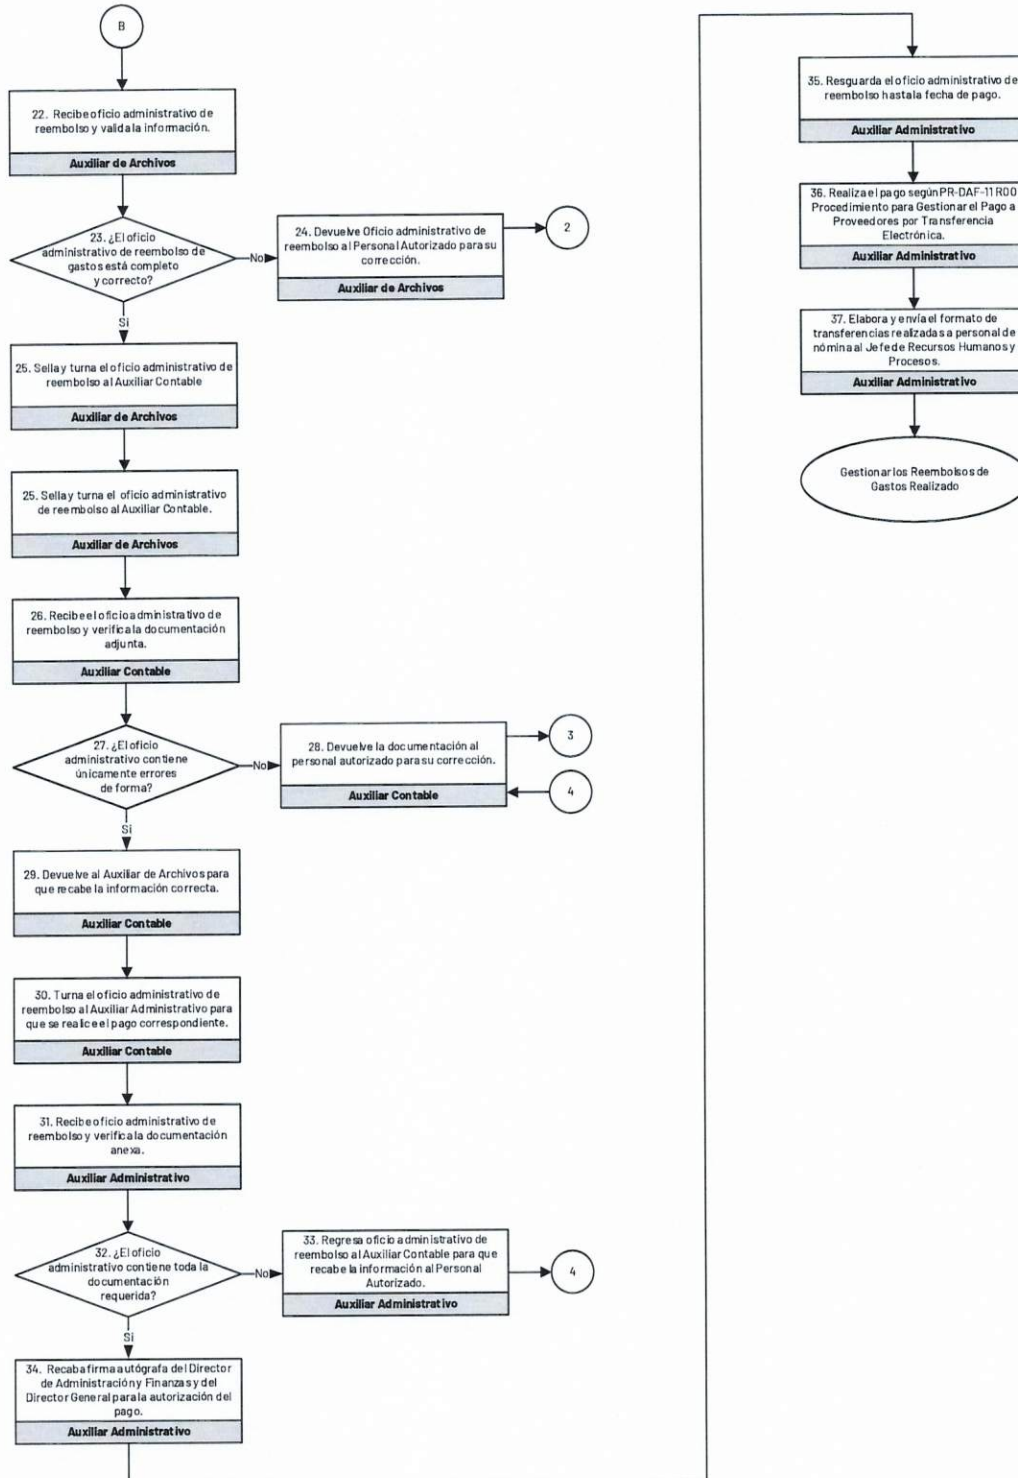 B
22. Recibe oficio administrativo de
reembolso y valida la información.
Auxiliar de Archivos
23. ¿El oficio
administrativo de reembolso de
gastos está completo
y correcto?
No
24. Devuelve Oficio administrativo de
reembolso al Personal Autorizado para su
corrección.
Auxiliar de Archivos
2
Si
25. Sella y turna el oficio administrativo de
reembolso al Auxiliar Contable
Auxiliar de Archivos
25. Sella y turna el oficio administrativo
de reembolso al Auxiliar Contable.
Auxiliar de Archivos
26. Recibe el oficio administrativo de
reembolso y verifica la documentación
adjunta.
Auxiliar Contable
27. ¿El oficio
administrativo contiene
únicamente errores
de forma?
No
28. Devuelve la documentación al
personal autorizado para su corrección.
Auxiliar Contable
3
4
Si
29. Devuelve al Auxiliar de Archivos para
que recabe la información correcta.
Auxiliar Contable
30. Turna el oficio administrativo de
reembolso al Auxiliar Administrativo para
que se realice el pago correspondiente.
Auxiliar Contable
31. Recibe oficio administrativo de
reembolso y verifica la documentación
anexa.
Auxiliar Administrativo
32. ¿El oficio
administrativo contiene toda la
documentación
requerida?
No
33. Regresa oficio administrativo de
reembolso al Auxiliar Contable para que
recabe la información al Personal
Autorizado.
Auxiliar Administrativo
4
Si
34. Recaba firma autógrafa del Director
de Administración y Finanzas y del
Director General para la autorización del
pago.
Auxiliar Administrativo
35. Resguarda el oficio administrativo de
reembolso hasta la fecha de pago.
Auxiliar Administrativo
36. Realiza el pago según PR-DAF-11 R00
Procedimiento para Gestionar el Pago a
Proveedores por Transferencia
Electrónica.
Auxiliar Administrativo
37. Elabora y envía el formato de
transferencias realizadas a personal de
nómina al Jefe de Recursos Humanos y
Procesos.
Auxiliar Administrativo
Gestionar los Reembolsos de
Gastos Realizado